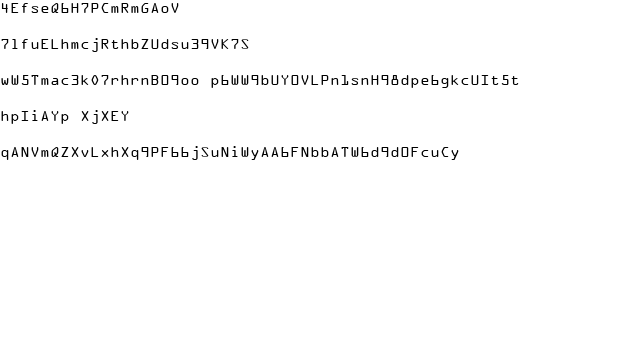 4EfseQ6H7PCmRmGAoV
7lfuELhmcjRthbZUdsu39VK7S
wW5Tmac3k07rhrnBO9oo p6WW9bUYOVLPn1snH98dpe6gkcUIt5t
hpIiAYp XjXEY
qANVmQZXvLxhXq9PF66jSuNiWyAA6FNbbATW6d9dOFcuCy